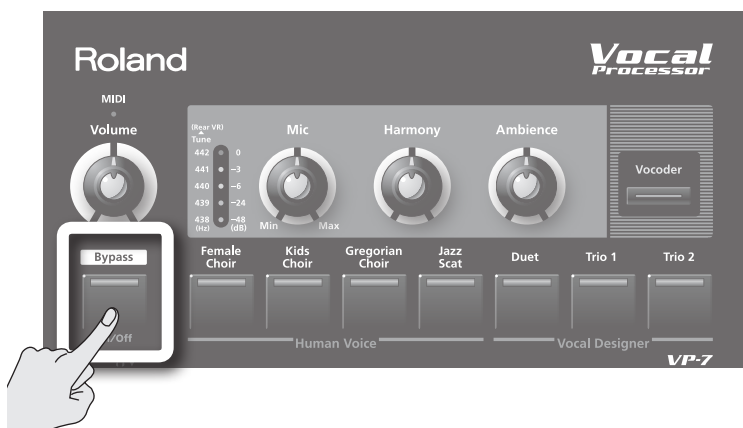 Roland
Vocal
Processor
MIDI
Volume
(Rear VR)
Tune
442 0
441 -3
440 -6
439 -24
438 -48
(Hz) (dB)
Mic
Min Max
Harmony
Ambience
Vocoder
Bypass
Female
Choir
Kids
Choir
Gregorian
Choir
Jazz
Scat
Duet
Trio 1
Trio 2
/Off
Human Voice
Vocal Designer
VP-7